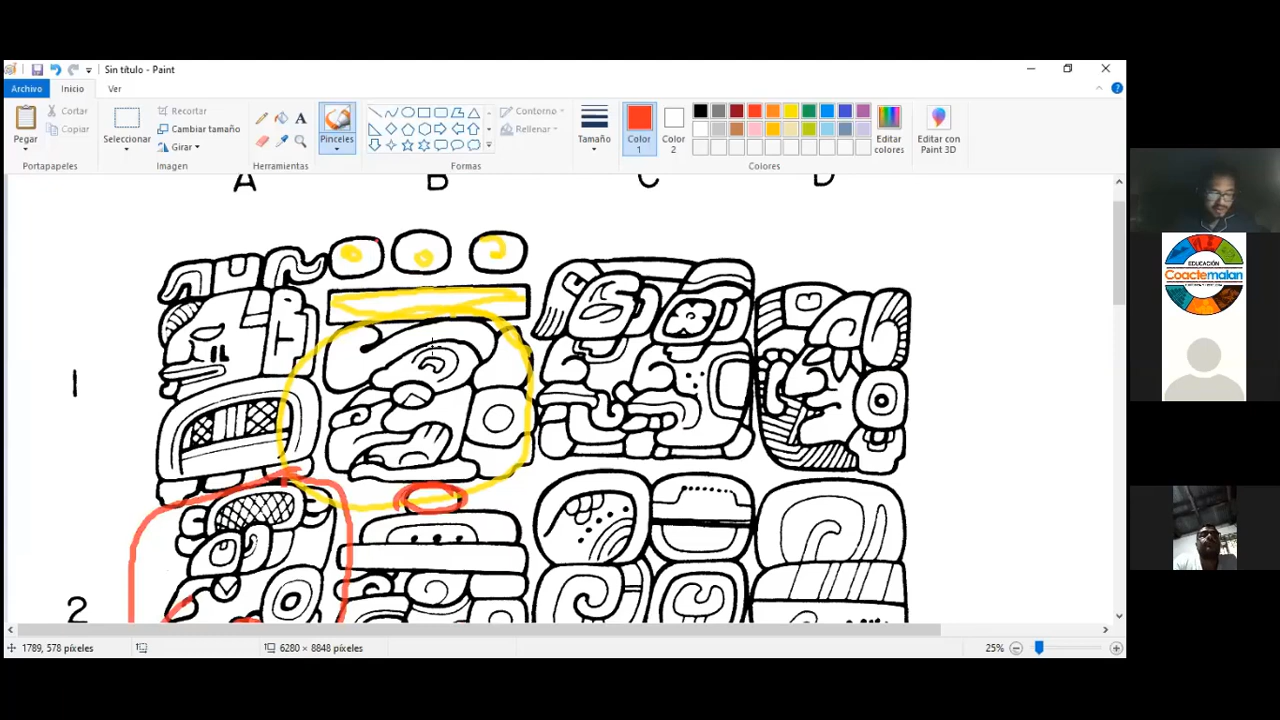 Sin título - Paint
Archivo Inicio Ver
Pegar
Cortar
Copiar
Portapapeles
Seleccionar
Recortar
Cambiar tamaño
Girar
Imagen
Herramientas
Pinceles
Contorno
Rellenar
Formas
Tamaño
Color 1
Color 2
Editar colores
Colores
Editar con Paint 3D
A B C D
1
2
EDUCACIÓN
Coactemalan
1789, 578 píxeles
6280 × 8848 píxeles
25%